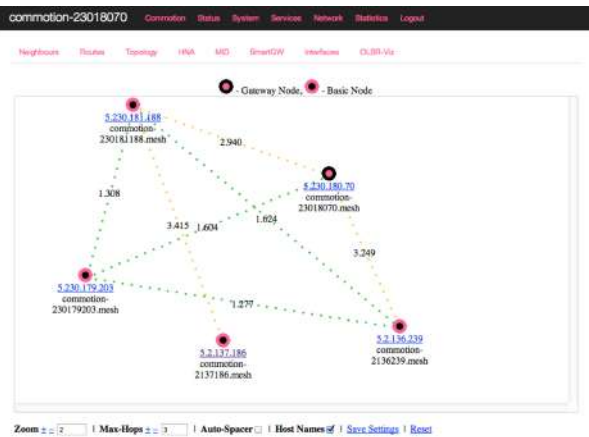 commotion-23018070 Commotion Status System Services Network Statistics Logout
Neighbours Routes Topology HNA MID SmartGW Interfaces OLSR-Viz
- Gateway Node, - Basic Node
5.230.181.188
commotion-
230181188.mesh
2.940
5.230.180.70
commotion-
23018070.mesh
1.308
3.415 1.604 1.624
3.249
5.230.179.203
commotion-
230179203.mesh
1.277
5.2.136.239
commotion-
2136239.mesh
5.2.137.186
commotion-
2137186.mesh
Zoom + – 2 | Max-Hops + – 3 | Auto-Spacer | Host Names | Save Settings | Reset